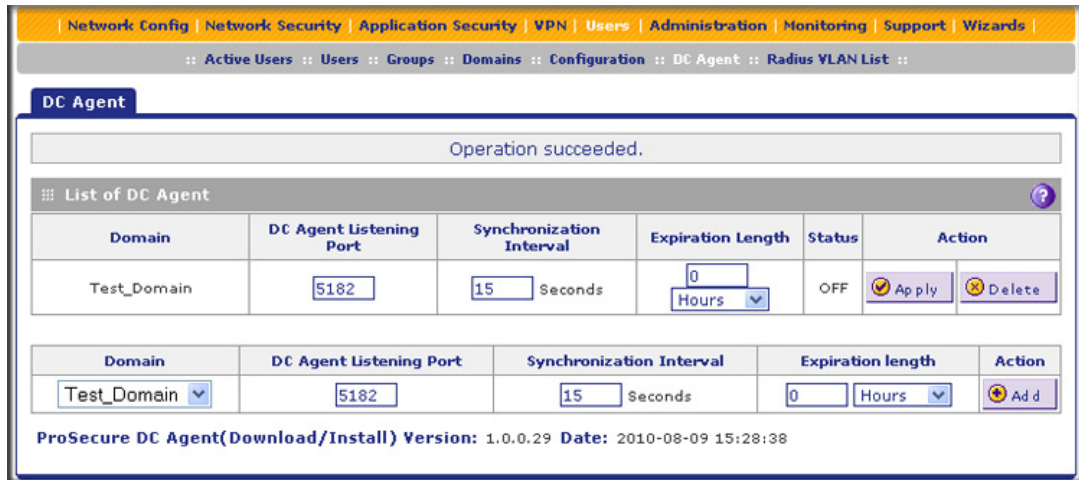 | Network Config | Network Security | Application Security | VPN | Users | Administration | Monitoring | Support | Wizards |
:: Active Users :: Users :: Groups :: Domains :: Configuration :: DC Agent :: Radius VLAN List ::
DC Agent
Operation succeeded.
List of DC Agent ?
Domain DC Agent Listening Port Synchronization Interval Expiration Length Status Action
Test_Domain 5182 15 Seconds 0 Hours OFF Apply Delete
Domain DC Agent Listening Port Synchronization Interval Expiration length Action
Test_Domain 5182 15 Seconds 0 Hours Add
ProSecure DC Agent(Download/Install) Version: 1.0.0.29 Date: 2010-08-09 15:28:38